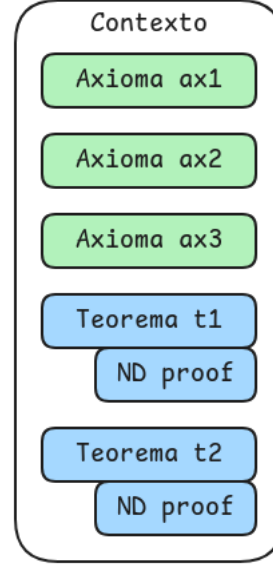 Contexto
Axioma ax1
Axioma ax2
Axioma ax3
Teorema t1
ND proof
Teorema t2
ND proof